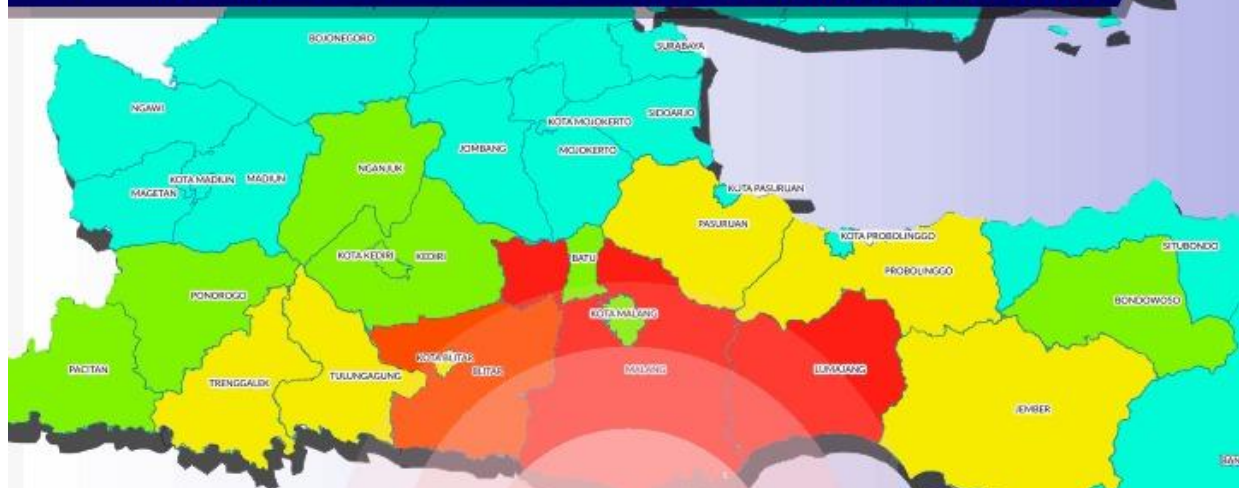 BOJONEGORO
SURABAYA
NGAWI
SIDOARJO
KOTA MOJOKERTO
JOMBANG
MOJOKERTO
NGANJUK
KOTA MADIUN
MADIUN
MAGETAN
KOTA PASURUAN
PASURUAN
KOTA PROBOLINGGO
SITUBONDO
KOTA KEDIRI
KEDIRI
BATU
PROBOLINGGO
PONOROGO
BONDOWOSO
KOTA MALANG
KOTA BLITAR
BLITAR
PACITAN
TRENGGALEK
TULUNGAGUNG
MALANG
LUMAJANG
JEMBER